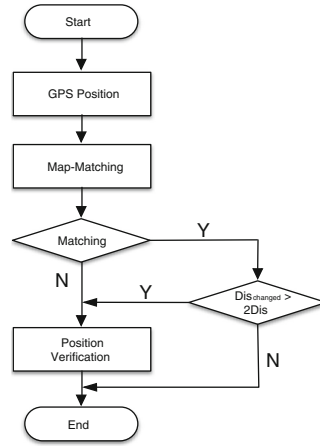 Start
GPS Position
Map-Matching
Matching
Y
N
Y
Dischanged >
2Dis
Position
Verification
N
End